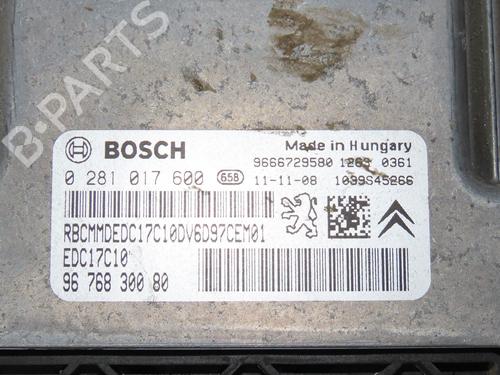 B-PARTS
BOSCH
Made in Hungary
9666729580 1263 0361
0 281 017 600 658 11-11-08 1039S45266
RBCMMDEDC17C10DV6D97CEM01
EDC17C10
96 768 300 80